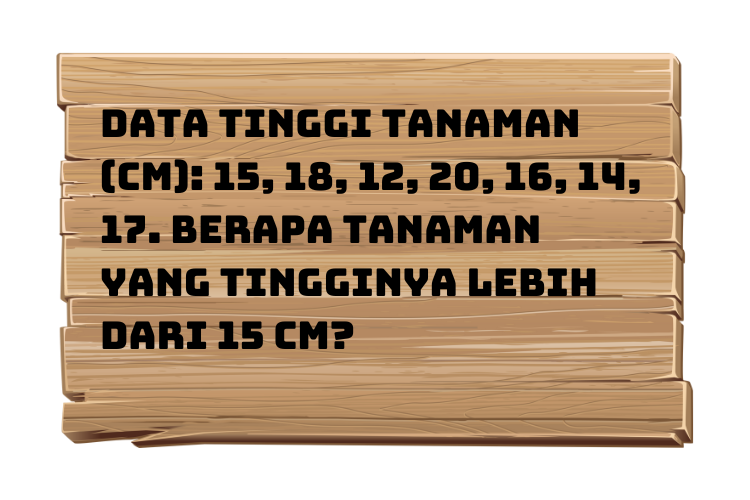 DATA TINGGI TANAMAN
(CM): 15, 18, 12, 20, 16, 14,
17. BERAPA TANAMAN
YANG TINGGINYA LEBIH
DARI 15 CM?